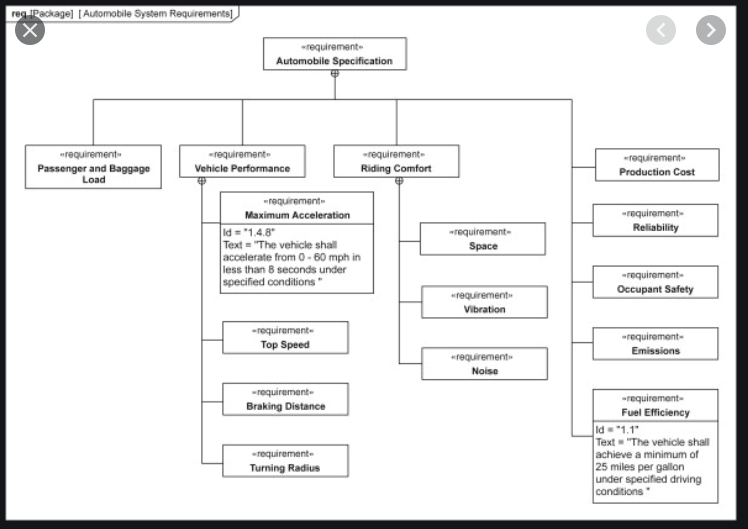 req [Package] [Automobile System Requirements]
«requirement»
Automobile Specification
«requirement»
Passenger and Baggage
Load
«requirement»
Vehicle Performance
«requirement»
Riding Comfort
«requirement»
Production Cost
«requirement»
Maximum Acceleration
Id = "1.4.8"
Text = "The vehicle shall
accelerate from 0 - 60 mph in
less than 8 seconds under
specified conditions "
«requirement»
Top Speed
«requirement»
Braking Distance
«requirement»
Turning Radius
«requirement»
Space
«requirement»
Vibration
«requirement»
Noise
«requirement»
Reliability
«requirement»
Occupant Safety
«requirement»
Emissions
«requirement»
Fuel Efficiency
Id = "1.1"
Text = "The vehicle shall
achieve a minimum of
25 miles per gallon
under specified driving
conditions "